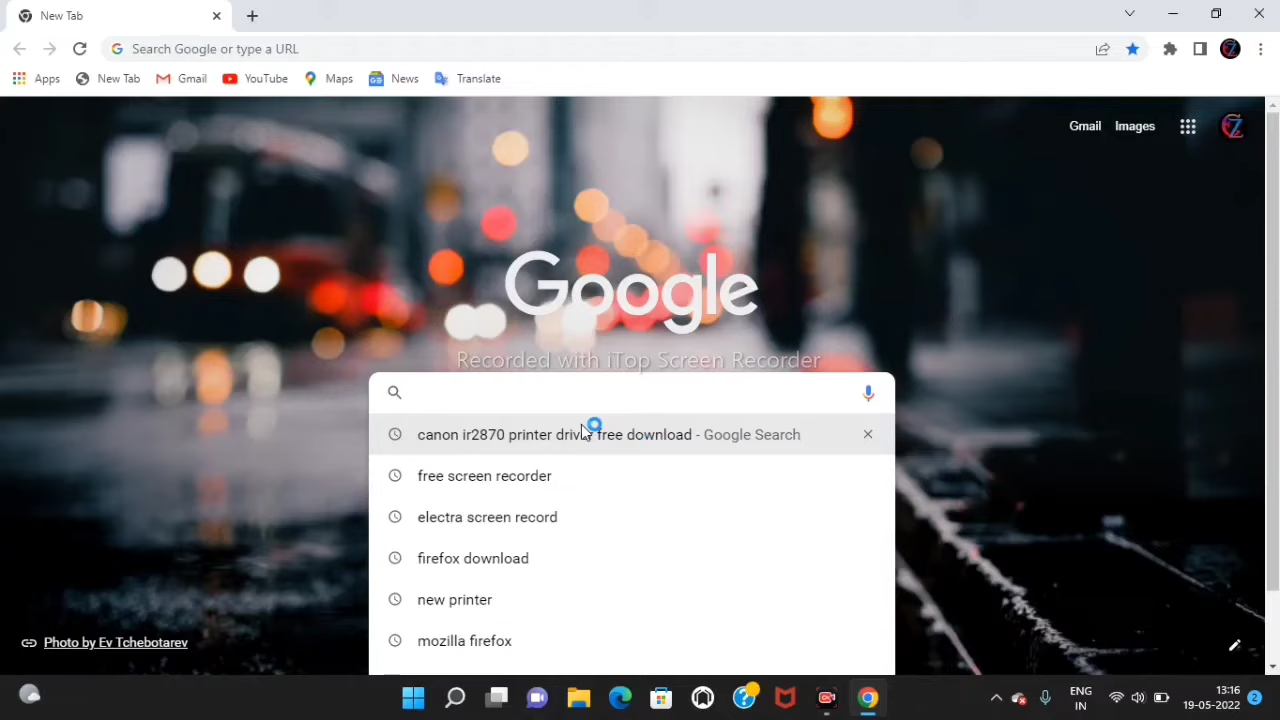 New Tab
Search Google or type a URL
Apps
New Tab
Gmail
YouTube
Maps
News
Translate
Gmail
Images
Google
Recorded with iTop Screen Recorder
canon ir2870 printer driver free download - Google Search
free screen recorder
electra screen record
firefox download
new printer
mozilla firefox
Photo by Ev Tchebotarev
ENG
IN
13:16
19-05-2022
2